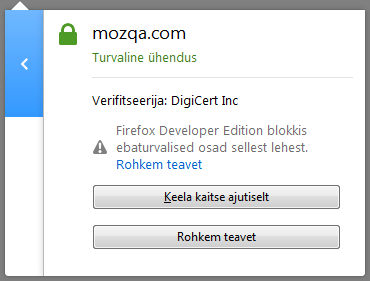 mozqa.com
Turvaline ühendus
Verifitseerija: DigiCert Inc
Firefox Developer Edition blokkis
ebaturvalised osad sellest lehest.
Rohkem teavet
Keela kaitse ajutiselt
Rohkem teavet